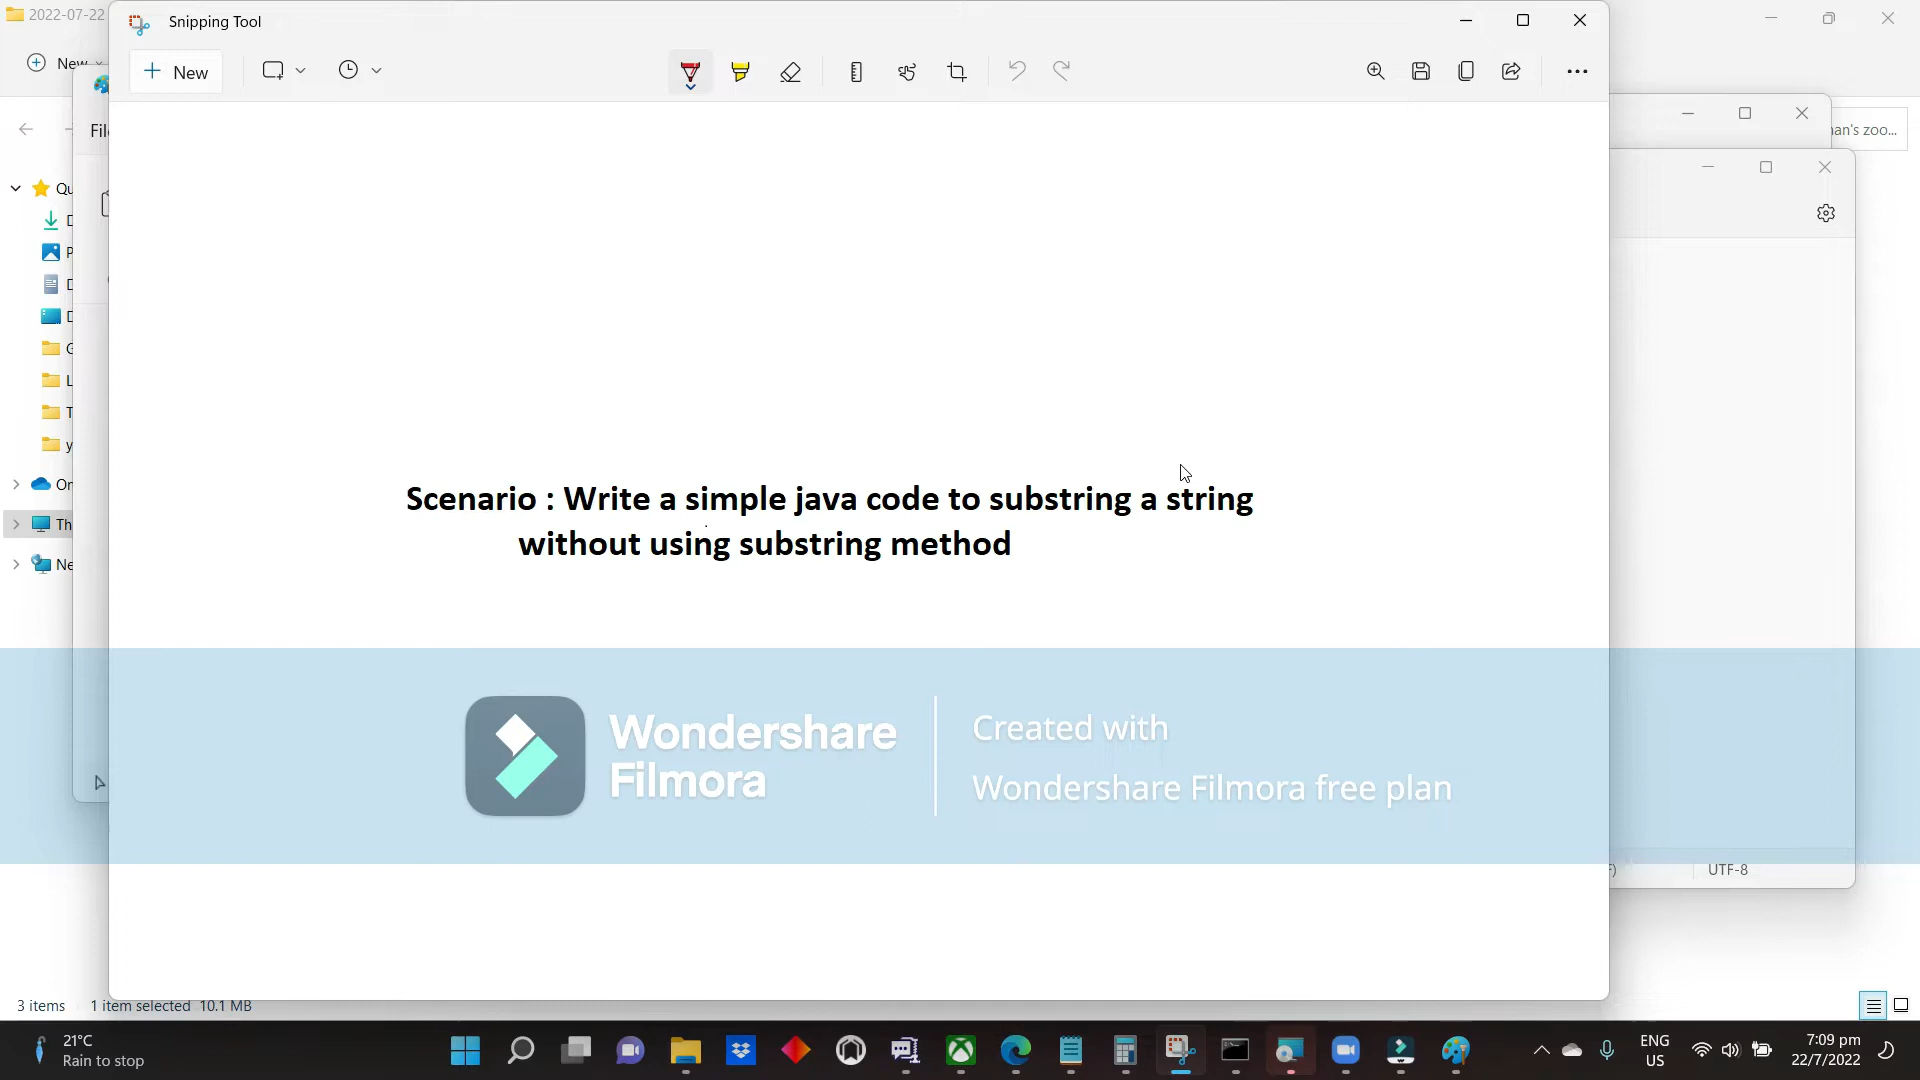 2022-07-22
Snipping Tool
New
New
an's zoo...
Scenario : Write a simple java code to substring a string
without using substring method
Wondershare
Filmora
Created with
Wondershare Filmora free plan
UTF-8
3 items
1 item selected 10.1 MB
21°C
Rain to stop
ENG
US
7:09 pm
22/7/2022